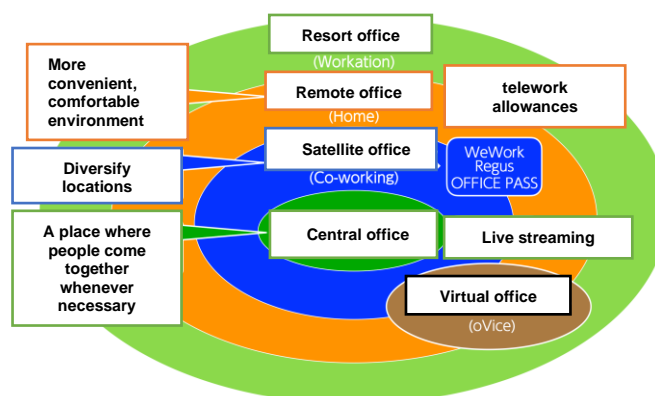 Resort office
(Workation)
More
convenient,
comfortable
environment
Remote office
(Home)
telework
allowances
Satellite office
(Co-working)
WeWork
Regus
OFFICE PASS
Diversify
locations
A place where
people come
together
whenever
necessary
Central office
Live streaming
Virtual office
(oVice)